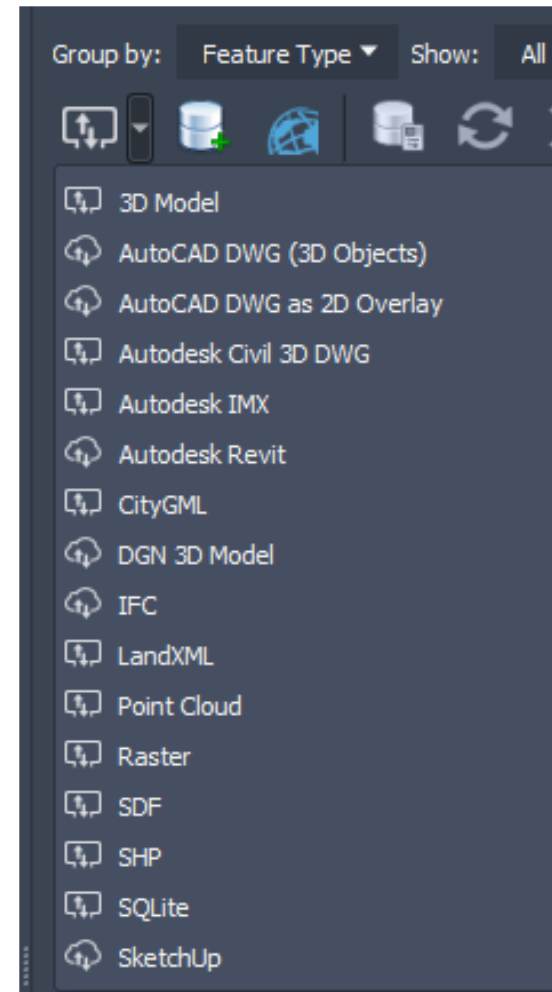 Group by: Feature Type Show: All
3D Model
AutoCAD DWG (3D Objects)
AutoCAD DWG as 2D Overlay
Autodesk Civil 3D DWG
Autodesk IMX
Autodesk Revit
CityGML
DGN 3D Model
IFC
LandXML
Point Cloud
Raster
SDF
SHP
SQLite
SketchUp